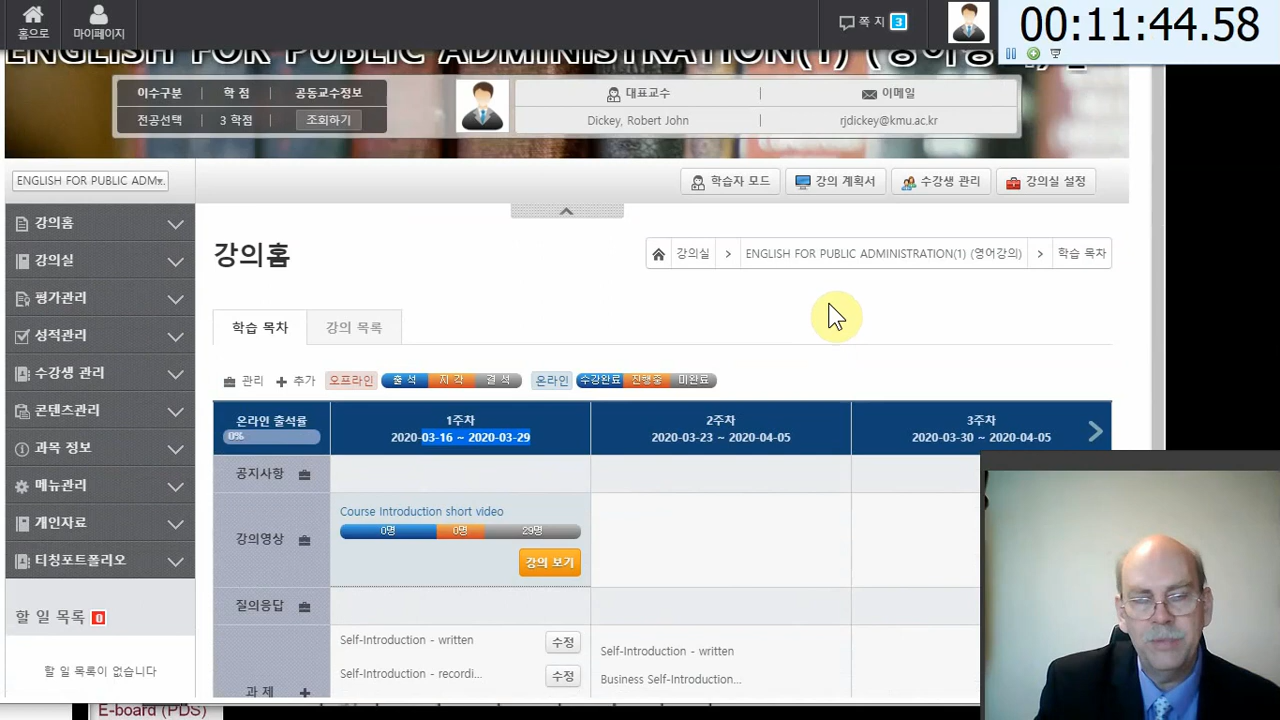 홈으로
마이페이지
쪽 지 3
00:11:44.58
ENGLISH FOR PUBLIC ADMINISTRATION(1) (영어강의)
이수구분 | 학 점 | 공동교수정보
전공선택 3 학점 조회하기
대표교수 | 이메일
Dickey, Robert John | rjdickey@kmu.ac.kr
ENGLISH FOR PUBLIC ADM...
학습자 모드
강의 계획서
수강생 관리
강의실 설정
강의홈
강의실
평가관리
성적관리
수강생 관리
콘텐츠관리
과목 정보
메뉴관리
개인자료
티칭포트폴리오
할 일 목록 0
할 일 목록이 없습니다
강의홈
강의실 > ENGLISH FOR PUBLIC ADMINISTRATION(1) (영어강의) > 학습 목차
학습 목차
강의 목록
관리 + 추가 오프라인 출 석 지 각 결 석 온라인 수강완료 진행중 미완료
온라인 출석률
0%
1주차
2020-03-16 ~ 2020-03-29
2주차
2020-03-23 ~ 2020-04-05
3주차
2020-03-30 ~ 2020-04-05
공지사항
강의영상
Course Introduction short video
0명 0명 29명
강의 보기
질의응답
과 제 +
Self-Introduction - written 수정
Self-Introduction - recordi... 수정
Self-Introduction - written
Business Self-Introduction...
E-board (PDS)